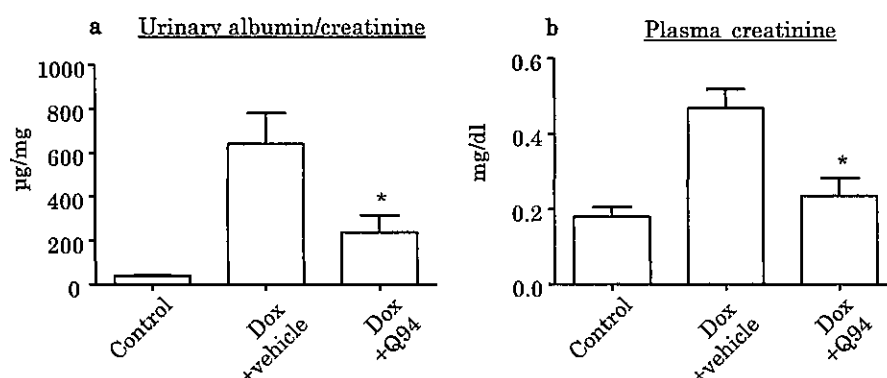 a Urinary albumin/creatinine
1000
800
600
400
200
0
µg/mg
*
Control
Dox
+vehicle
Dox
+Q94
b Plasma creatinine
0.6
0.4
0.2
0.0
mg/dl
*
Control
Dox
+vehicle
Dox
+Q94